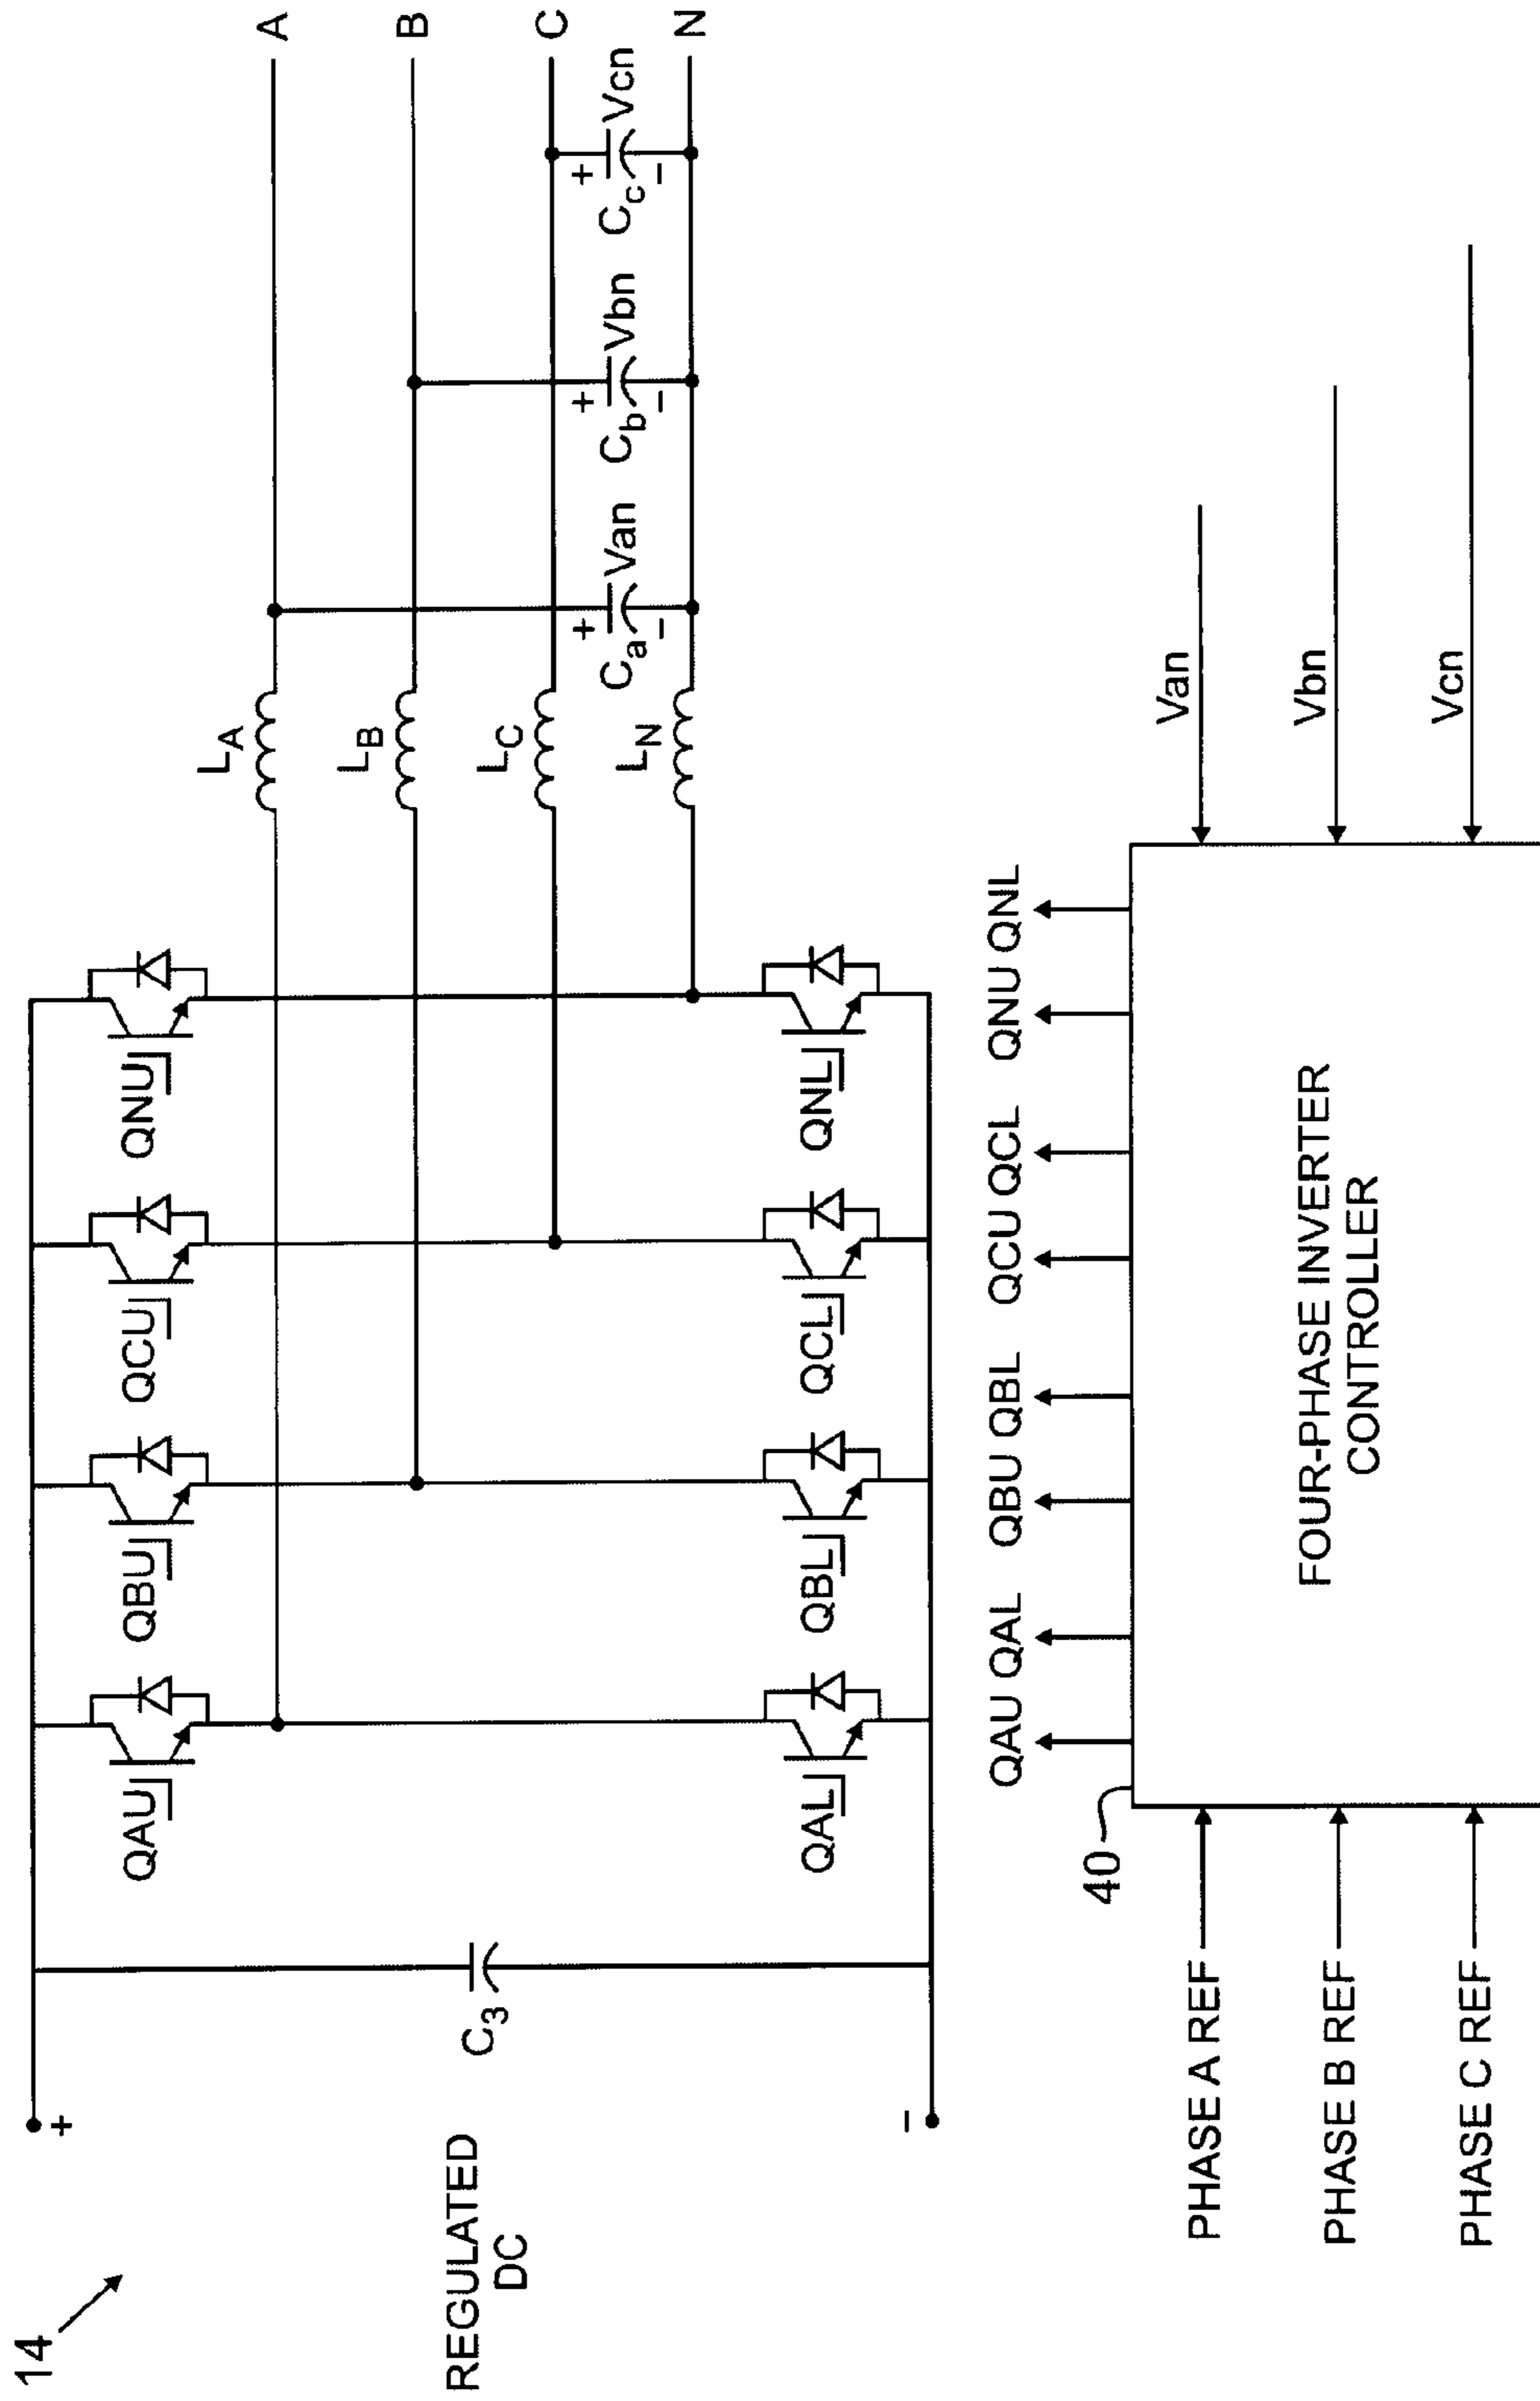 14
REGULATED
DC
+
−
C3
QAU
QBU
QCU
QNU
QAL
QBL
QCL
QNL
LA
LB
LC
LN
+
Ca
Van
−
+
Cb
Vbn
−
+
Cc
Vcn
−
A
B
C
N
QAU QAL QBU QBL QCU QCL QNU QNL
40
PHASE A REF
PHASE B REF
PHASE C REF
FOUR-PHASE INVERTER
CONTROLLER
Van
Vbn
Vcn